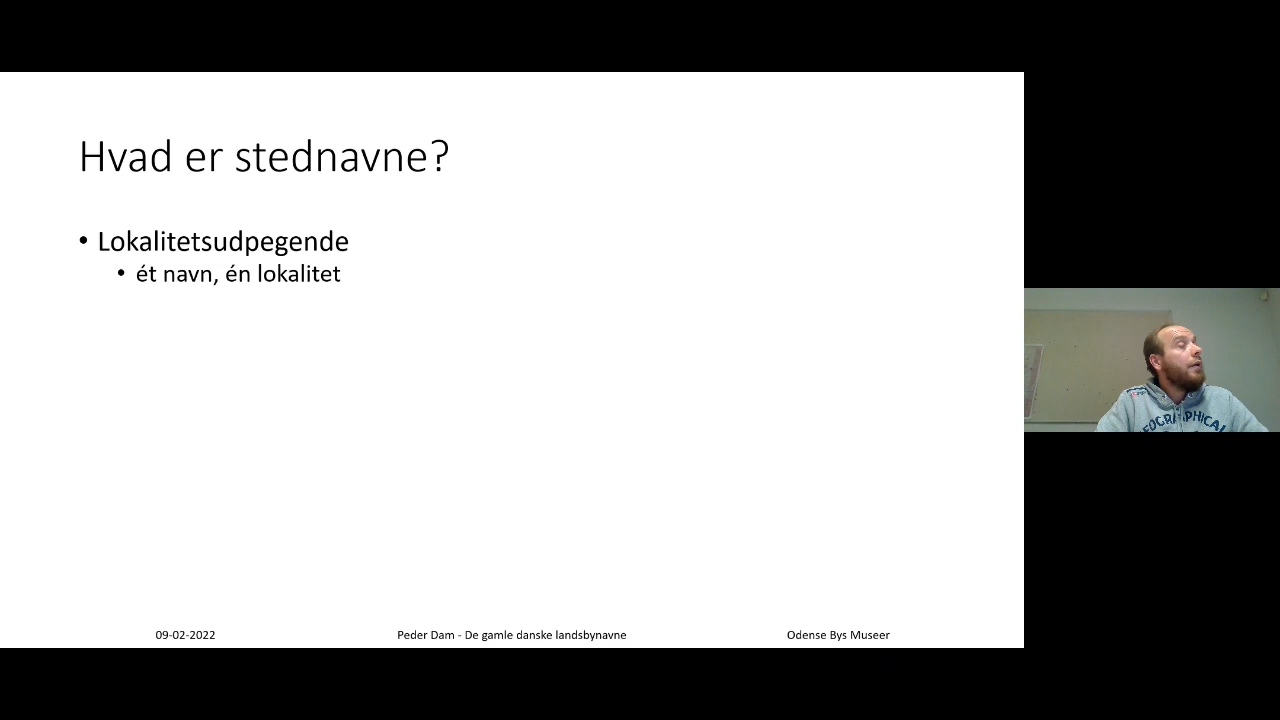 Hvad er stednavne?
• Lokalitetsudpegende
• ét navn, én lokalitet
09-02-2022
Peder Dam - De gamle danske landsbynavne
Odense Bys Museer